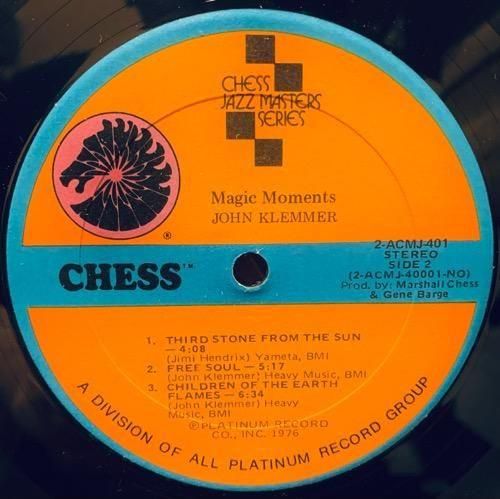 CHESS
JAZZ MASTERS
SERIES
Magic Moments
JOHN KLEMMER
®
CHESS™
2-ACMJ-401
STEREO
SIDE 2
(2-ACMJ-40001-NO)
Prod. by: Marshall Chess
& Gene Barge
1. THIRD STONE FROM THE SUN
— 4:08
(Jimi Hendrix) Yameta, BMI
2. FREE SOUL — 5:17
(John Klemmer) Heavy Music, BMI
3. CHILDREN OF THE EARTH
FLAMES — 6:34
(John Klemmer) Heavy
Music, BMI
℗PLATINUM RECORD
CO., INC. 1976
A DIVISION OF ALL PLATINUM RECORD GROUP